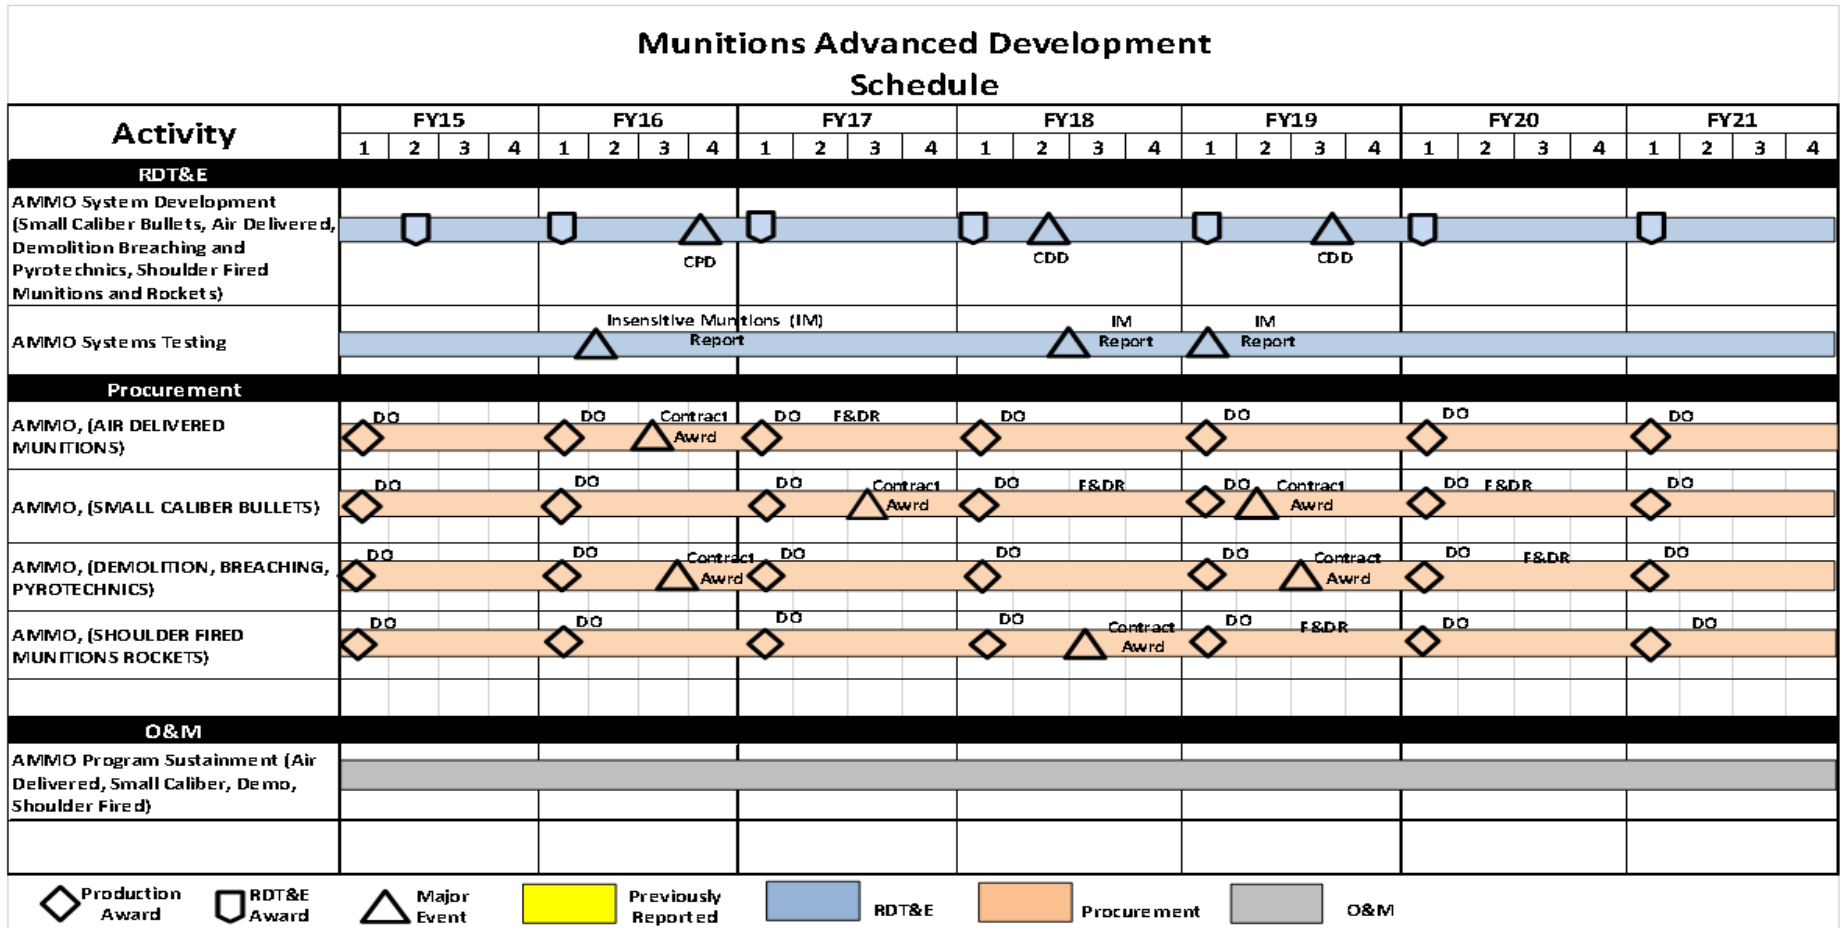 Munitions Advanced Development
Schedule
Activity
FY15 FY16 FY17 FY18 FY19 FY20 FY21
1 2 3 4 1 2 3 4 1 2 3 4 1 2 3 4 1 2 3 4 1 2 3 4 1 2 3 4
RDT&E
AMMO System Development
(Small Caliber Bullets, Air Delivered,
Demolition Breaching and
Pyrotechnics, Shoulder Fired
Munitions and Rockets)
CPD CDD CDD
AMMO Systems Testing
Insensitive Munitions (IM)
Report
IM
Report
IM
Report
Procurement
AMMO, (AIR DELIVERED
MUNITIONS)
DO DO Contract DO F&DR DO DO DO DO
Awrd
AMMO, (SMALL CALIBER BULLETS)
DO DO DO Contract DO F&DR DO Contract DO F&DR DO
Awrd Awrd
AMMO, (DEMOLITION, BREACHING,
PYROTECHNICS)
DO DO Contract DO DO DO Contract DO F&DR DO
Awrd Awrd
AMMO, (SHOULDER FIRED
MUNITIONS ROCKETS)
DO DO DO DO Contract DO F&DR DO DO
Awrd
O&M
AMMO Program Sustainment (Air
Delivered, Small Caliber, Demo,
Shoulder Fired)
Production
Award
RDT&E
Award
Major
Event
Previously
Reported
RDT&E
Procurement
O&M